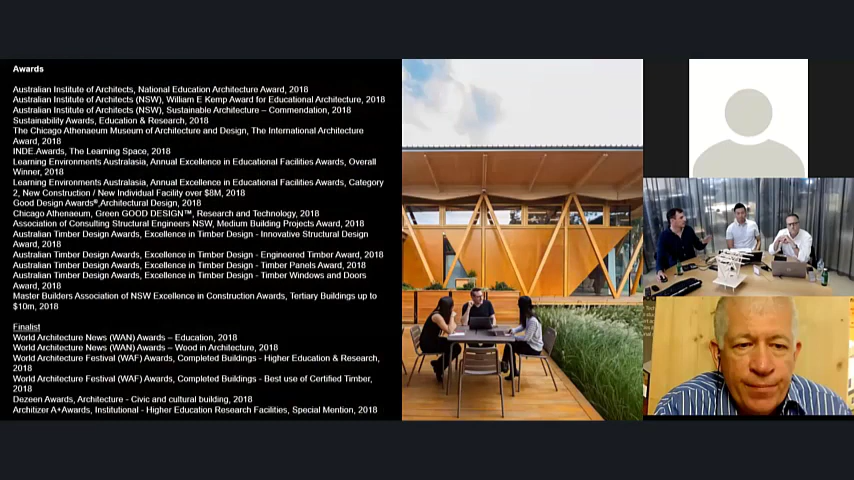 Awards
Australian Institute of Architects, National Education Architecture Award, 2018
Australian Institute of Architects (NSW), William E Kemp Award for Educational Architecture, 2018
Australian Institute of Architects (NSW), Sustainable Architecture – Commendation, 2018
Sustainability Awards, Education & Research, 2018
The Chicago Athenaeum Museum of Architecture and Design, The International Architecture
Award, 2018
INDE.Awards, The Learning Space, 2018
Learning Environments Australasia, Annual Excellence in Educational Facilities Awards, Overall
Winner, 2018
Learning Environments Australasia, Annual Excellence in Educational Facilities Awards, Category
2, New Construction / New Individual Facility over $8M, 2018
Good Design Awards® Architectural Design, 2018
Chicago Athenaeum, Green GOOD DESIGN™, Research and Technology, 2018
Association of Consulting Structural Engineers NSW, Medium Building Projects Award, 2018
Australian Timber Design Awards, Excellence in Timber Design - Innovative Structural Design
Award, 2018
Australian Timber Design Awards, Excellence in Timber Design - Engineered Timber Award, 2018
Australian Timber Design Awards, Excellence in Timber Design - Timber Panels Award, 2018
Australian Timber Design Awards, Excellence in Timber Design - Timber Windows and Doors
Award, 2018
Master Builders Association of NSW Excellence in Construction Awards, Tertiary Buildings up to
$10m, 2018
Finalist
World Architecture News (WAN) Awards – Education, 2018
World Architecture News (WAN) Awards – Wood in Architecture, 2018
World Architecture Festival (WAF) Awards, Completed Buildings - Higher Education & Research,
2018
World Architecture Festival (WAF) Awards, Completed Buildings - Best use of Certified Timber,
2018
Dezeen Awards, Architecture - Civic and cultural building, 2018
Architizer A+Awards, Institutional - Higher Education Research Facilities, Special Mention, 2018